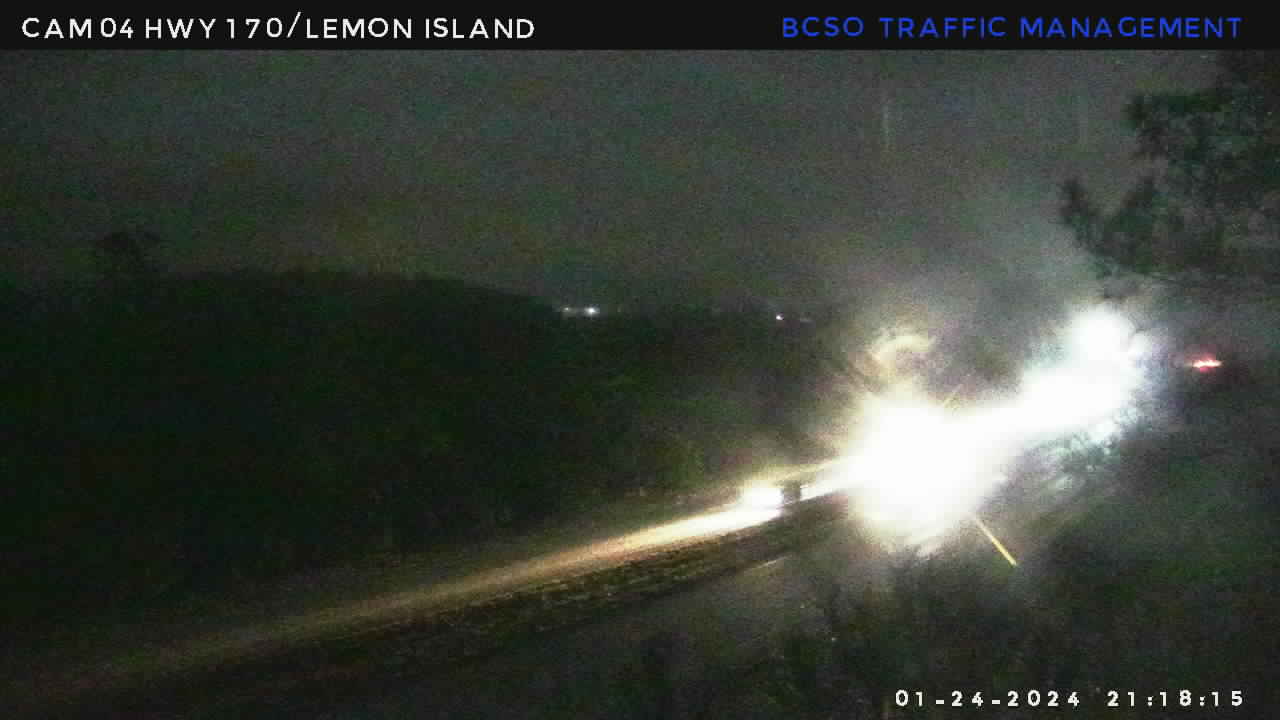 CAM04 HWY 170/LEMON ISLAND
BCSO TRAFFIC MANAGEMENT
01-24-2024 21:18:15